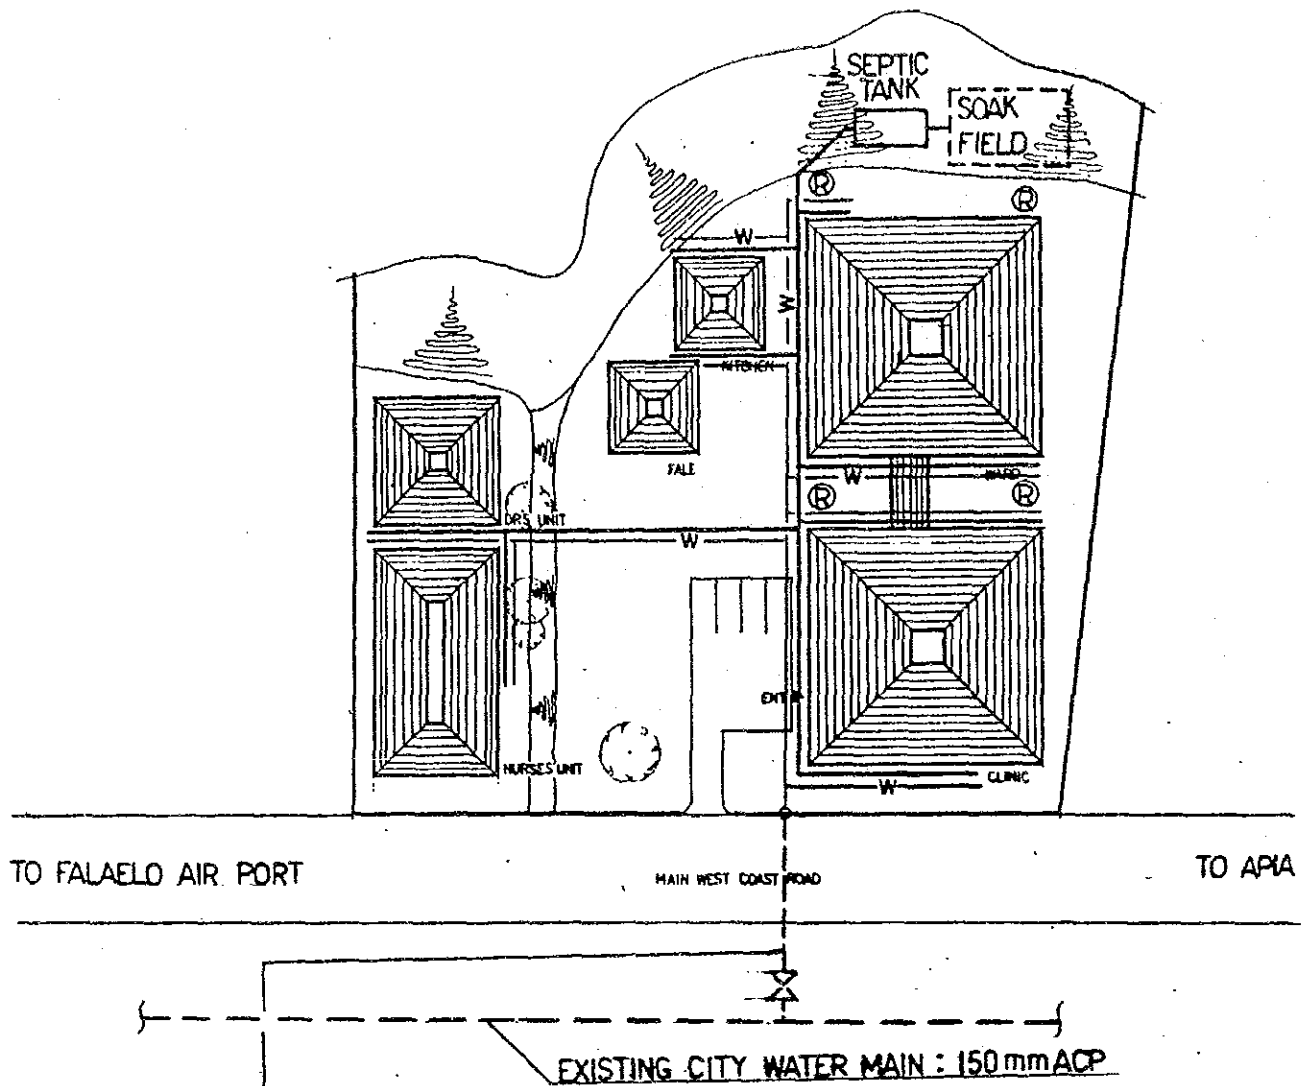 SEPTIC
TANK
SOAK
FIELD
R
R
W
W
KITCHEN
FALE
W
WARD
R
R
DR'S UNIT
W
ENT
NURSES UNIT
CLINIC
W
TO FALAELO AIR PORT
MAIN WEST COAST ROAD
TO APIA
EXISTING CITY WATER MAIN : 150mm ACP